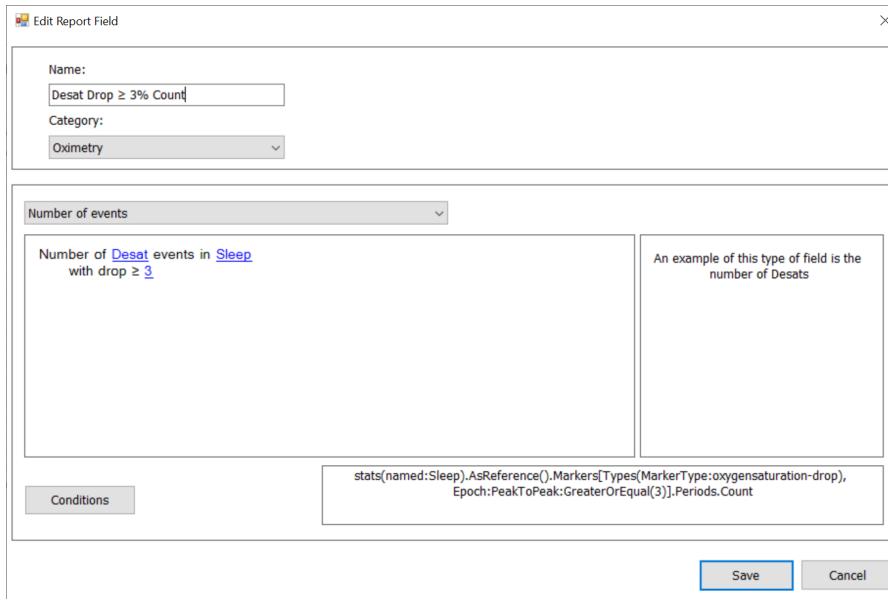 Edit Report Field
Name:
Desat Drop ≥ 3% Count
Category:
Oximetry
Number of events
Number of Desat events in Sleep
with drop ≥ 3
An example of this type of field is the
number of Desats
Conditions
stats(named:Sleep).AsReference().Markers[Types(MarkerType:oxygensaturation-drop),
Epoch:PeakToPeak:GreaterOrEqual(3)].Periods.Count
Save
Cancel